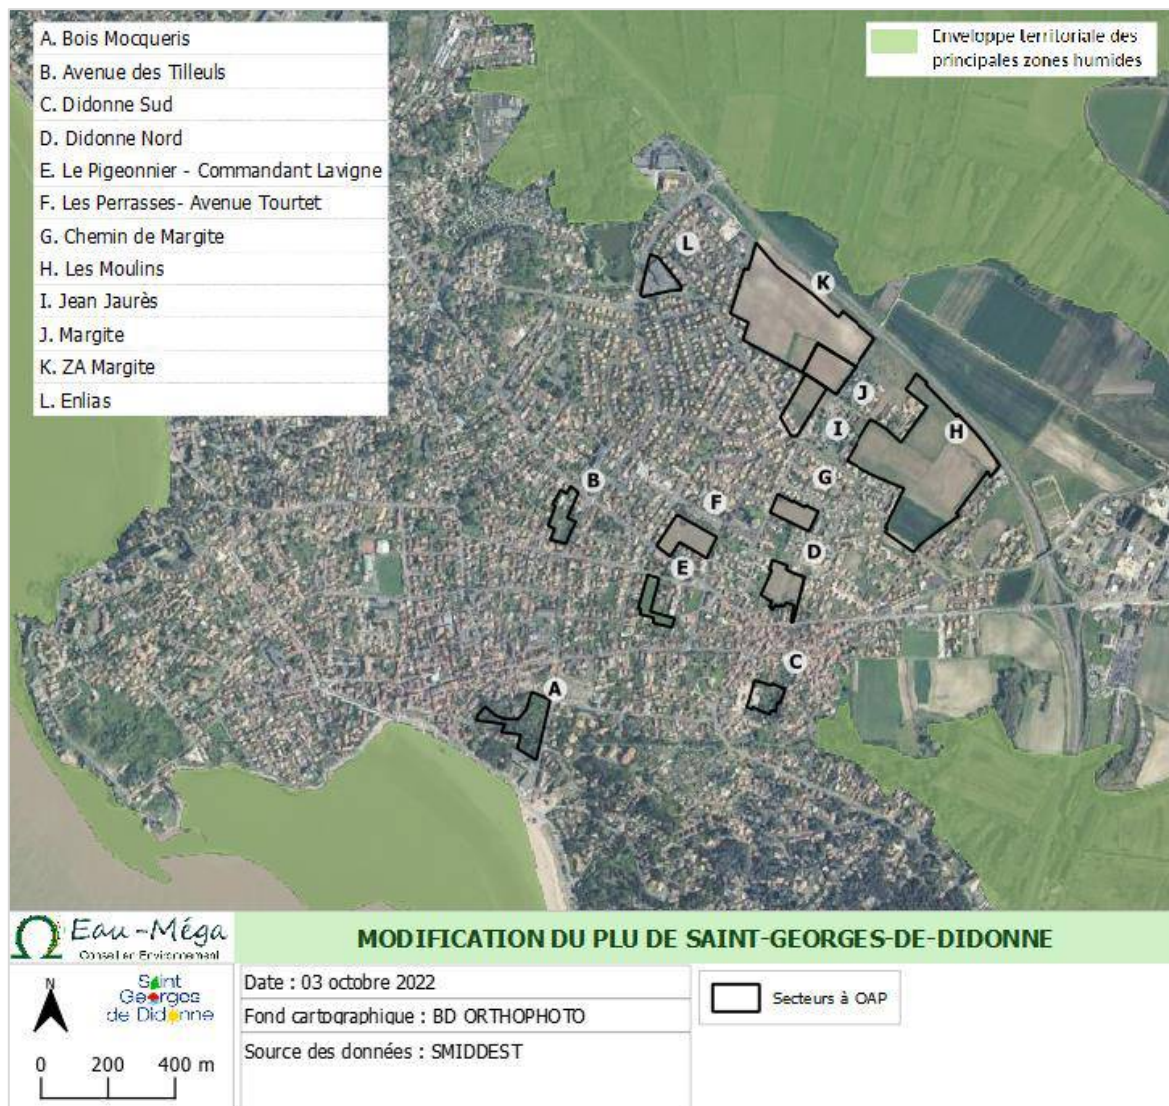 A. Bois Mocqueris
B. Avenue des Tilleuls
C. Didonne Sud
D. Didonne Nord
E. Le Pigeonnier - Commandant Lavigne
F. Les Perrasses- Avenue Tourtet
G. Chemin de Margite
H. Les Moulins
I. Jean Jaurès
J. Margite
K. ZA Margite
L. Enlias
Enveloppe territoriale des
principales zones humides
L
K
J
H
I
G
B
F
D
E
C
A
Eau-Méga
Conseil en Environnement
MODIFICATION DU PLU DE SAINT-GEORGES-DE-DIDONNE
N
Saint
Georges
de Didonne
0 200 400 m
Date : 03 octobre 2022
Fond cartographique : BD ORTHOPHOTO
Source des données : SMIDDEST
Secteurs à OAP